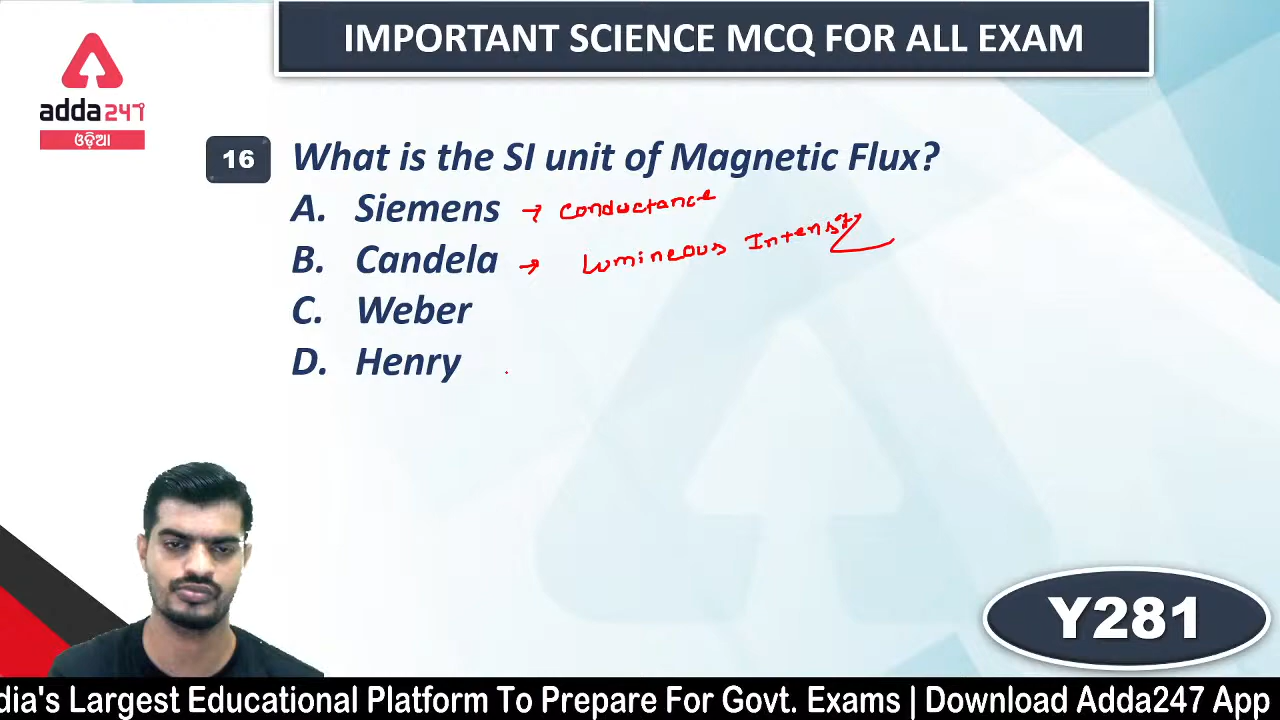 IMPORTANT SCIENCE MCQ FOR ALL EXAM
adda247
ଓଡ଼ିଆ
16 What is the SI unit of Magnetic Flux?
A. Siemens → Conductance
B. Candela → Lumineous Intensity
C. Weber
D. Henry
Y281
dia's Largest Educational Platform To Prepare For Govt. Exams | Download Adda247 App